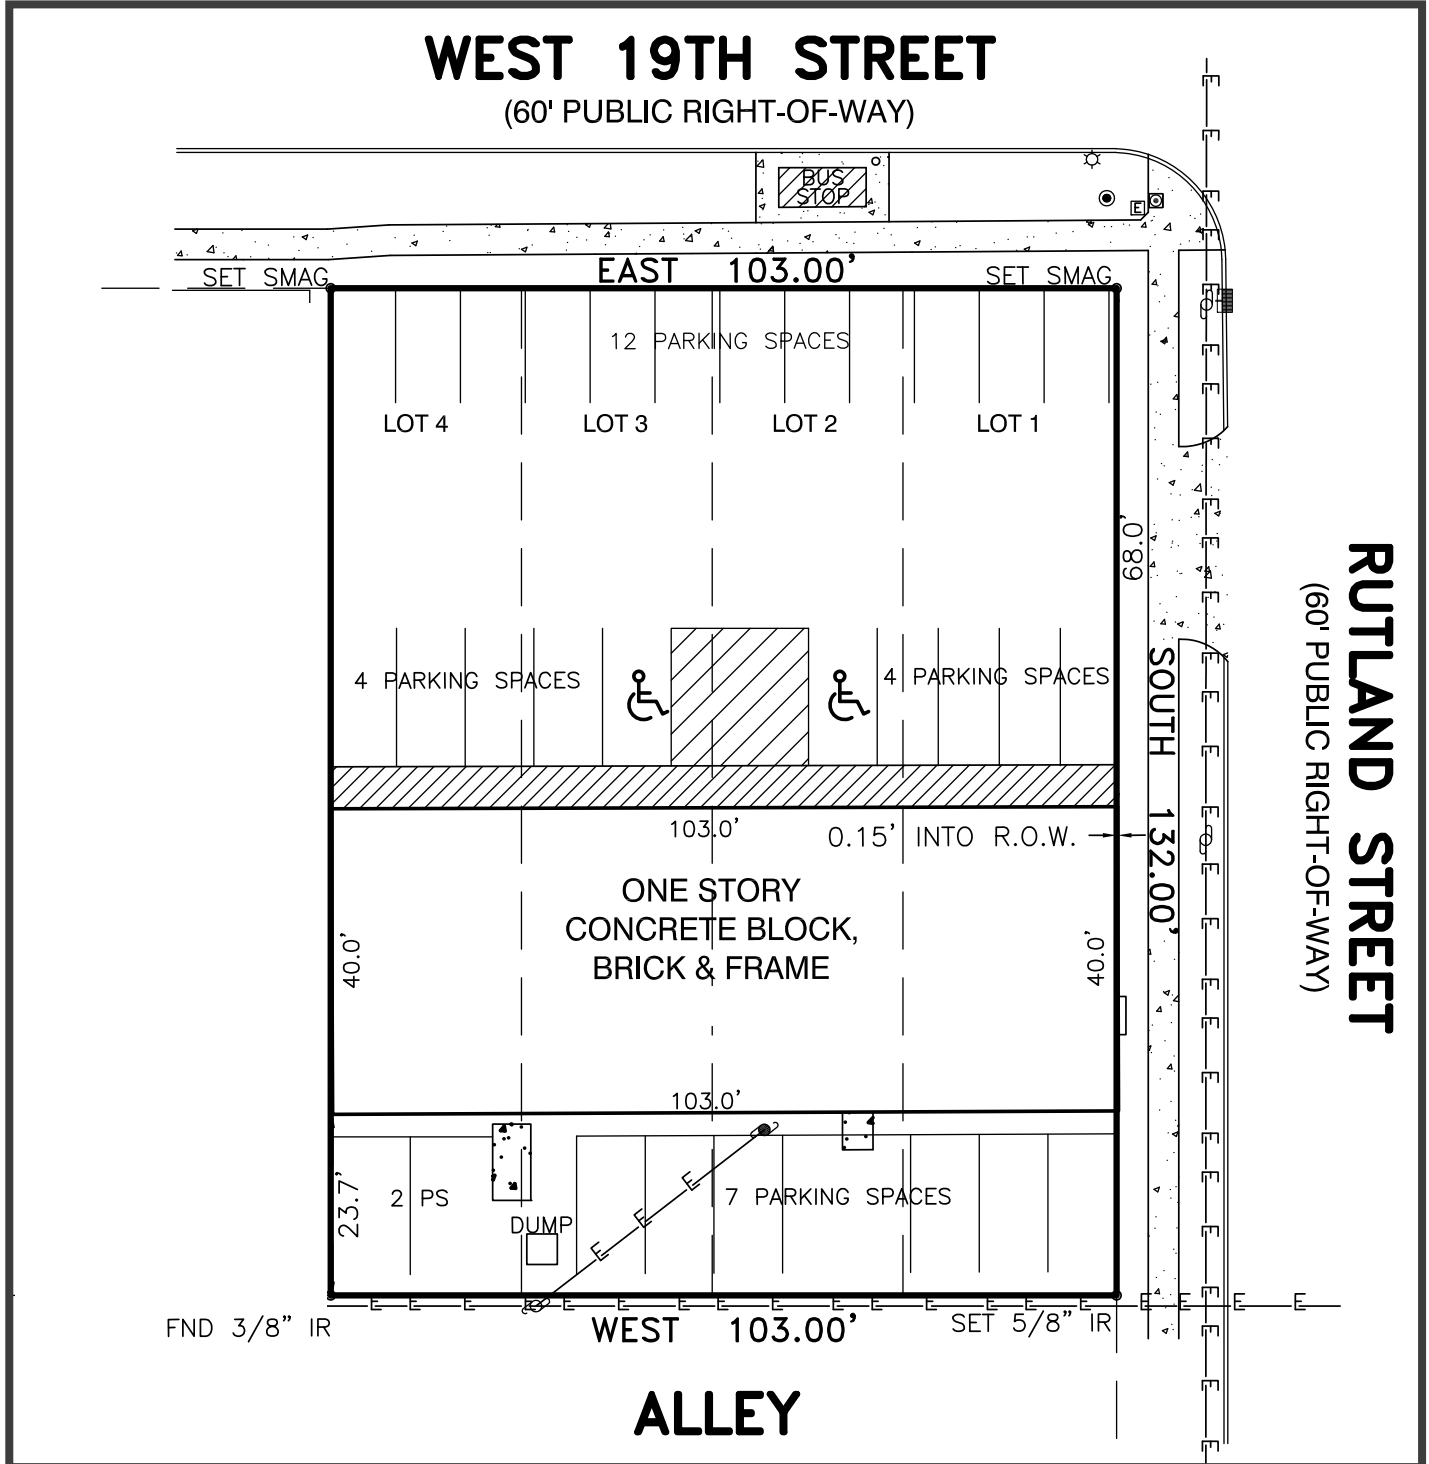 WEST 19TH STREET
(60' PUBLIC RIGHT-OF-WAY)
BUS
STOP
E
SET SMAG
EAST 103.00'
SET SMAG
12 PARKING SPACES
LOT 4
LOT 3
LOT 2
LOT 1
68.0'
4 PARKING SPACES
4 PARKING SPACES
SOUTH 132.00'
RUTLAND STREET
(60' PUBLIC RIGHT-OF-WAY)
103.0'
0.15' INTO R.O.W.
ONE STORY
CONCRETE BLOCK,
BRICK & FRAME
40.0'
40.0'
103.0'
23.7'
2 PS
7 PARKING SPACES
DUMP
E E E
E E E E E E E E E E E E E E E E
FND 3/8" IR
WEST 103.00'
SET 5/8" IR
ALLEY